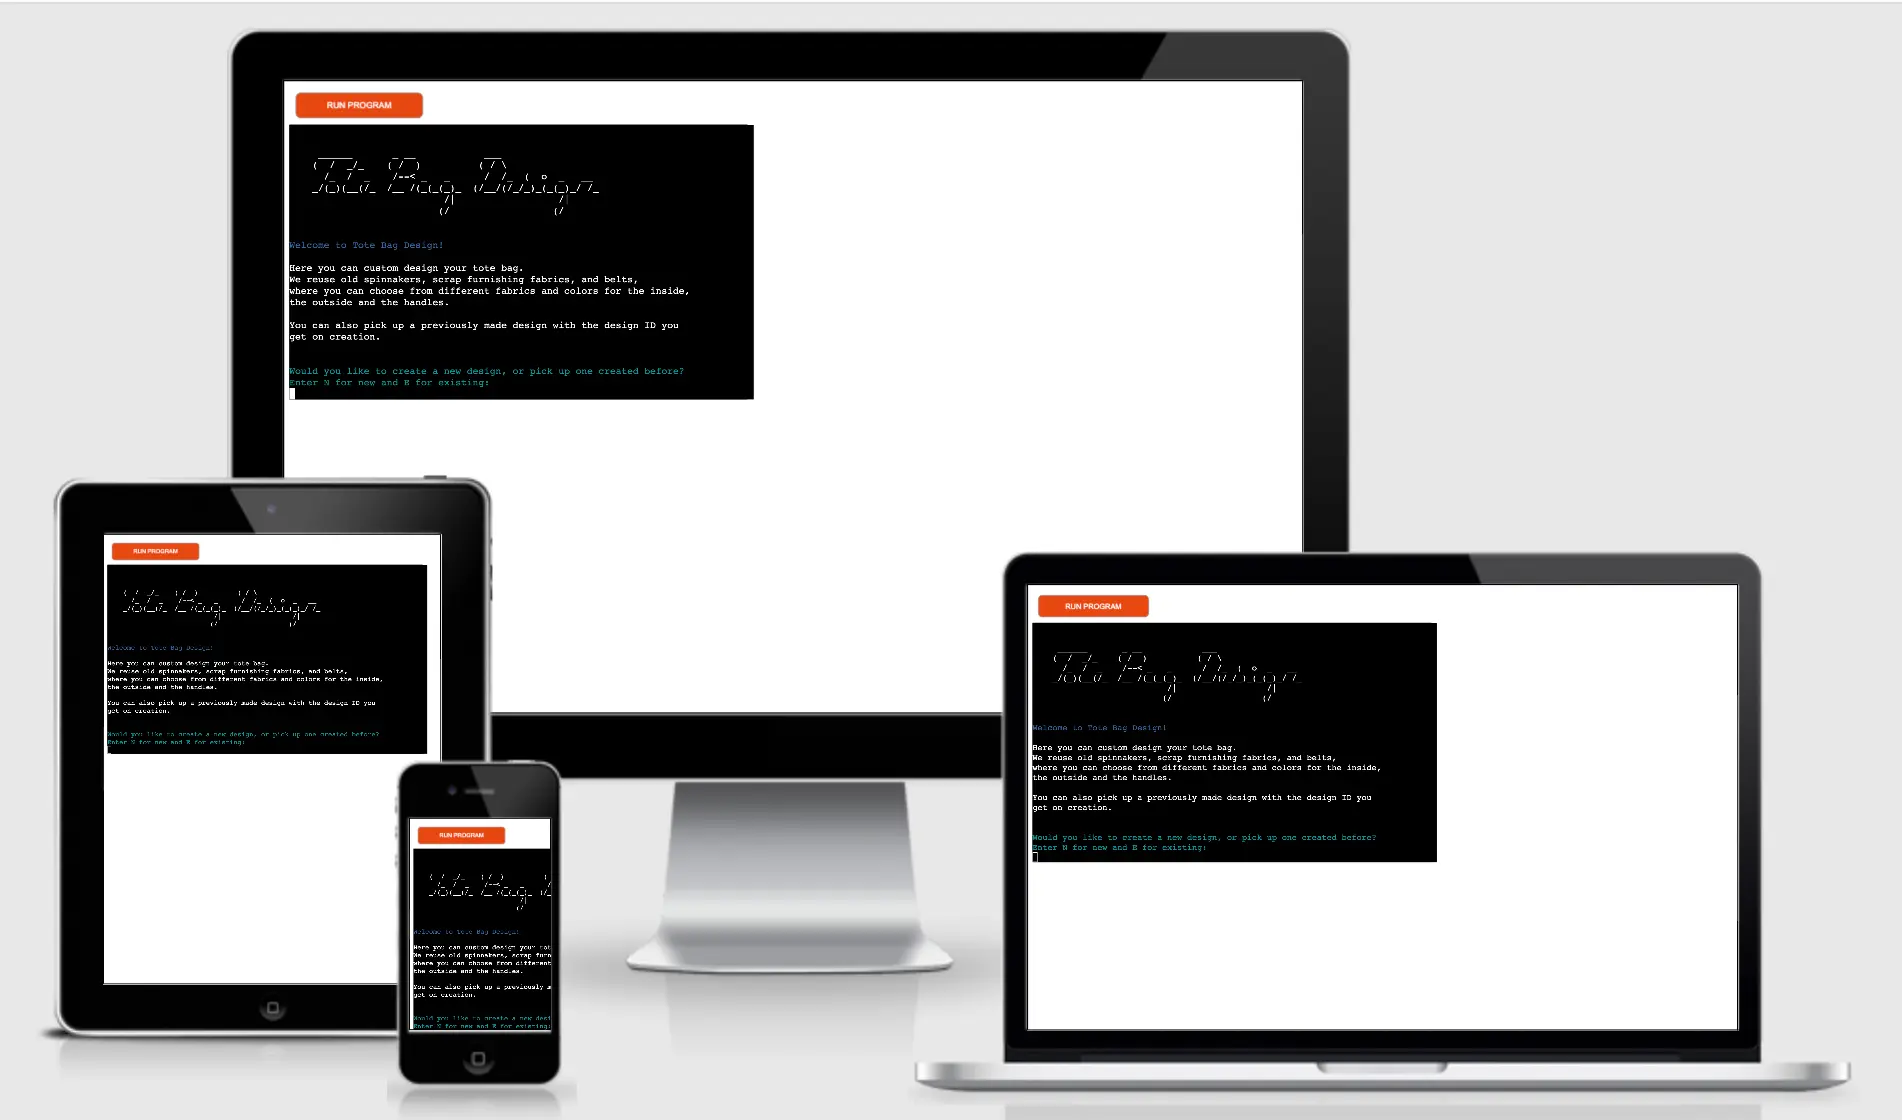 RUN PROGRAM
Welcome to Tote Bag Design!
Here you can custom design your tote bag.
We reuse old spinnakers, scrap furnishing fabrics, and belts,
where you can choose from different fabrics and colors for the inside,
the outside and the handles.
You can also pick up a previously made design with the design ID you
get on creation.
Would you like to create a new design, or pick up one created before?
Enter N for new and E for existing:
RUN PROGRAM
Welcome to Tote Bag Design!
Here you can custom design your tote bag.
We reuse old spinnakers, scrap furnishing fabrics, and belts,
where you can choose from different fabrics and colors for the inside,
the outside and the handles.
You can also pick up a previously made design with the design ID you
get on creation.
Would you like to create a new design, or pick up one created before?
Enter N for new and E for existing:
RUN PROGRAM
Welcome to Tote Bag Design!
Here you can custom design your tot
We reuse old spinnakers, scrap furn
where you can choose from different
the outside and the handles.
You can also pick up a previously m
get on creation.
Would you like to create a new desi
Enter N for new and E for existing:
RUN PROGRAM
Welcome to Tote Bag Design!
Here you can custom design your tote bag.
We reuse old spinnakers, scrap furnishing fabrics, and belts,
where you can choose from different fabrics and colors for the inside,
the outside and the handles.
You can also pick up a previously made design with the design ID you
get on creation.
Would you like to create a new design, or pick up one created before?
Enter N for new and E for existing: